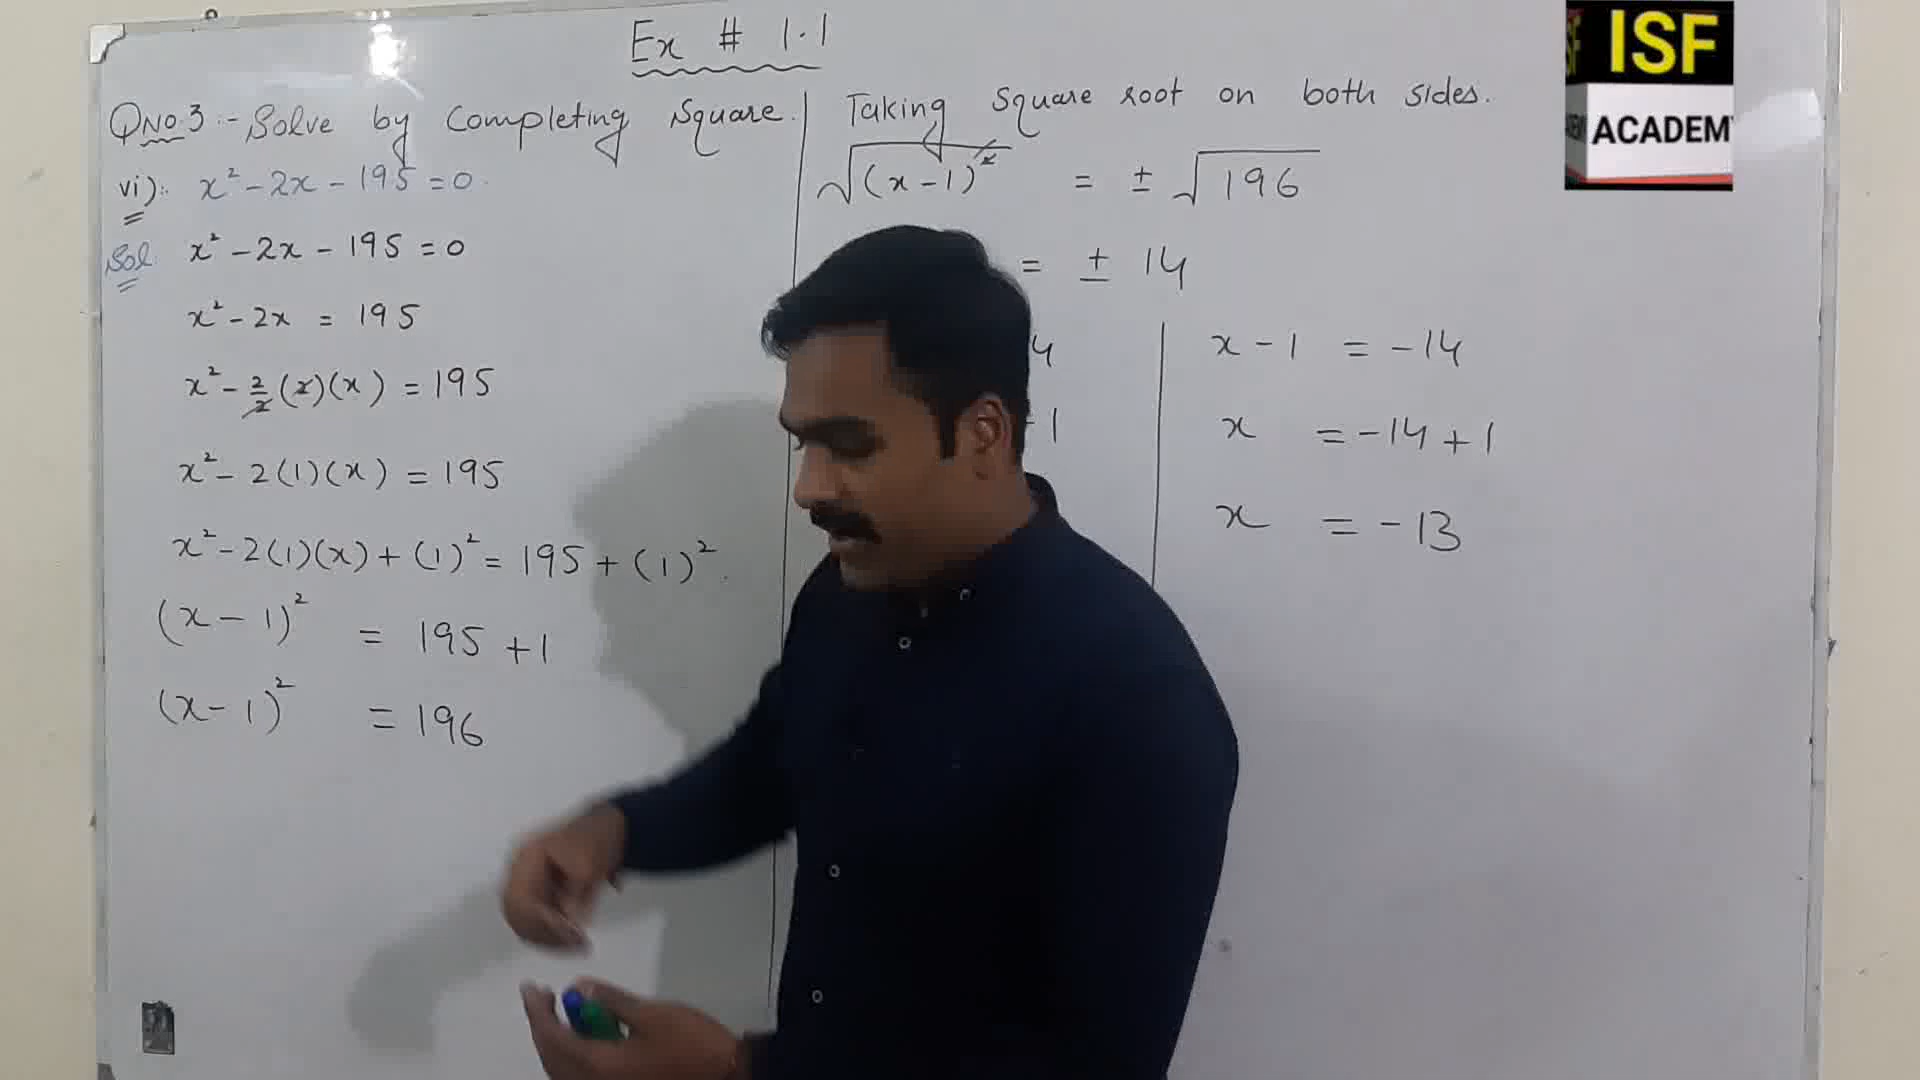 Ex # 1.1
QNO.3:- Solve by Completing Square.
vi):- x² - 2x - 195 = 0.
Sol. x² - 2x - 195 = 0
x² - 2x = 195
x² - 2/2 (2)(x) = 195
x² - 2(1)(x) = 195
x² - 2(1)(x) + (1)² = 195 + (1)².
(x - 1)² = 195 + 1
(x - 1)² = 196
Taking Square root on both sides.
√(x - 1)² = ± √196
= ± 14
4
1
x - 1 = -14
x = -14 + 1
x = -13
ISF
ACADEM